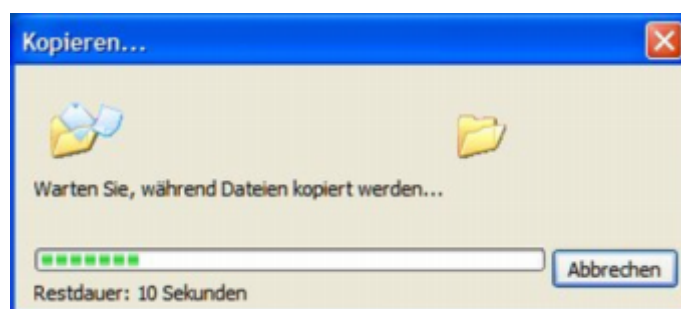 Kopieren...
Warten Sie, während Dateien kopiert werden...
Abbrechen
Restdauer: 10 Sekunden